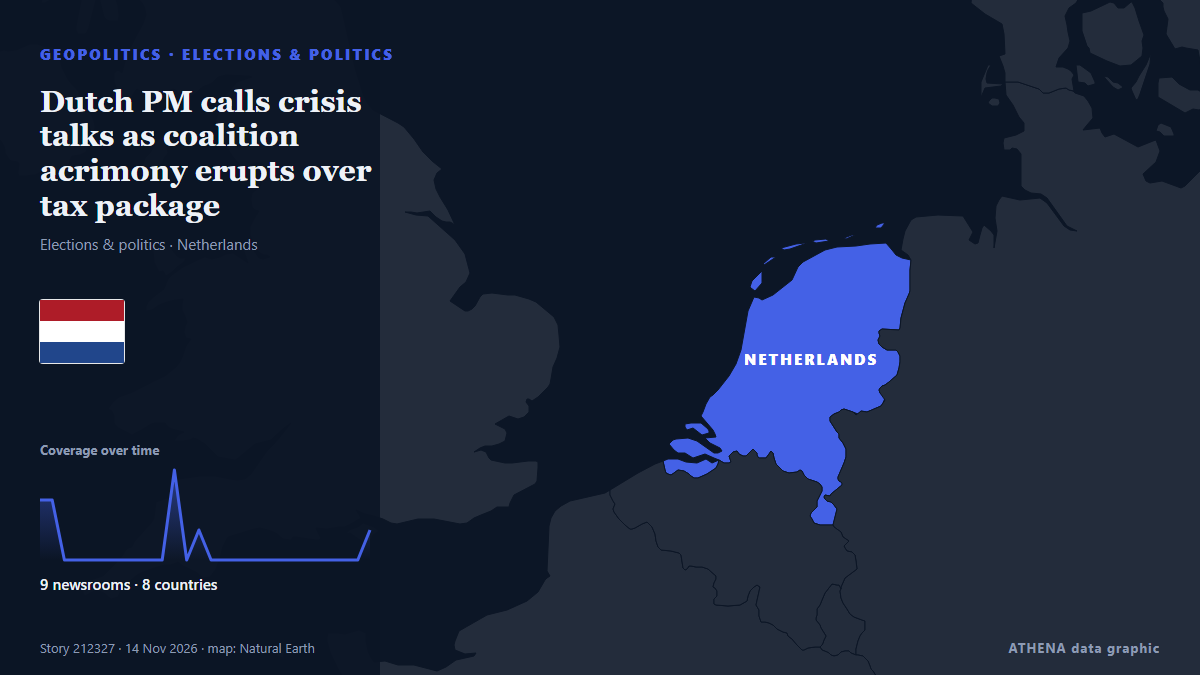 GEOPOLITICS · ELECTIONS & POLITICS
Dutch PM calls crisis
talks as coalition
acrimony erupts over
tax package
Elections & politics · Netherlands
NETHERLANDS
Coverage over time
9 newsrooms · 8 countries
Story 212327 · 14 Nov 2026 · map: Natural Earth
ATHENA data graphic